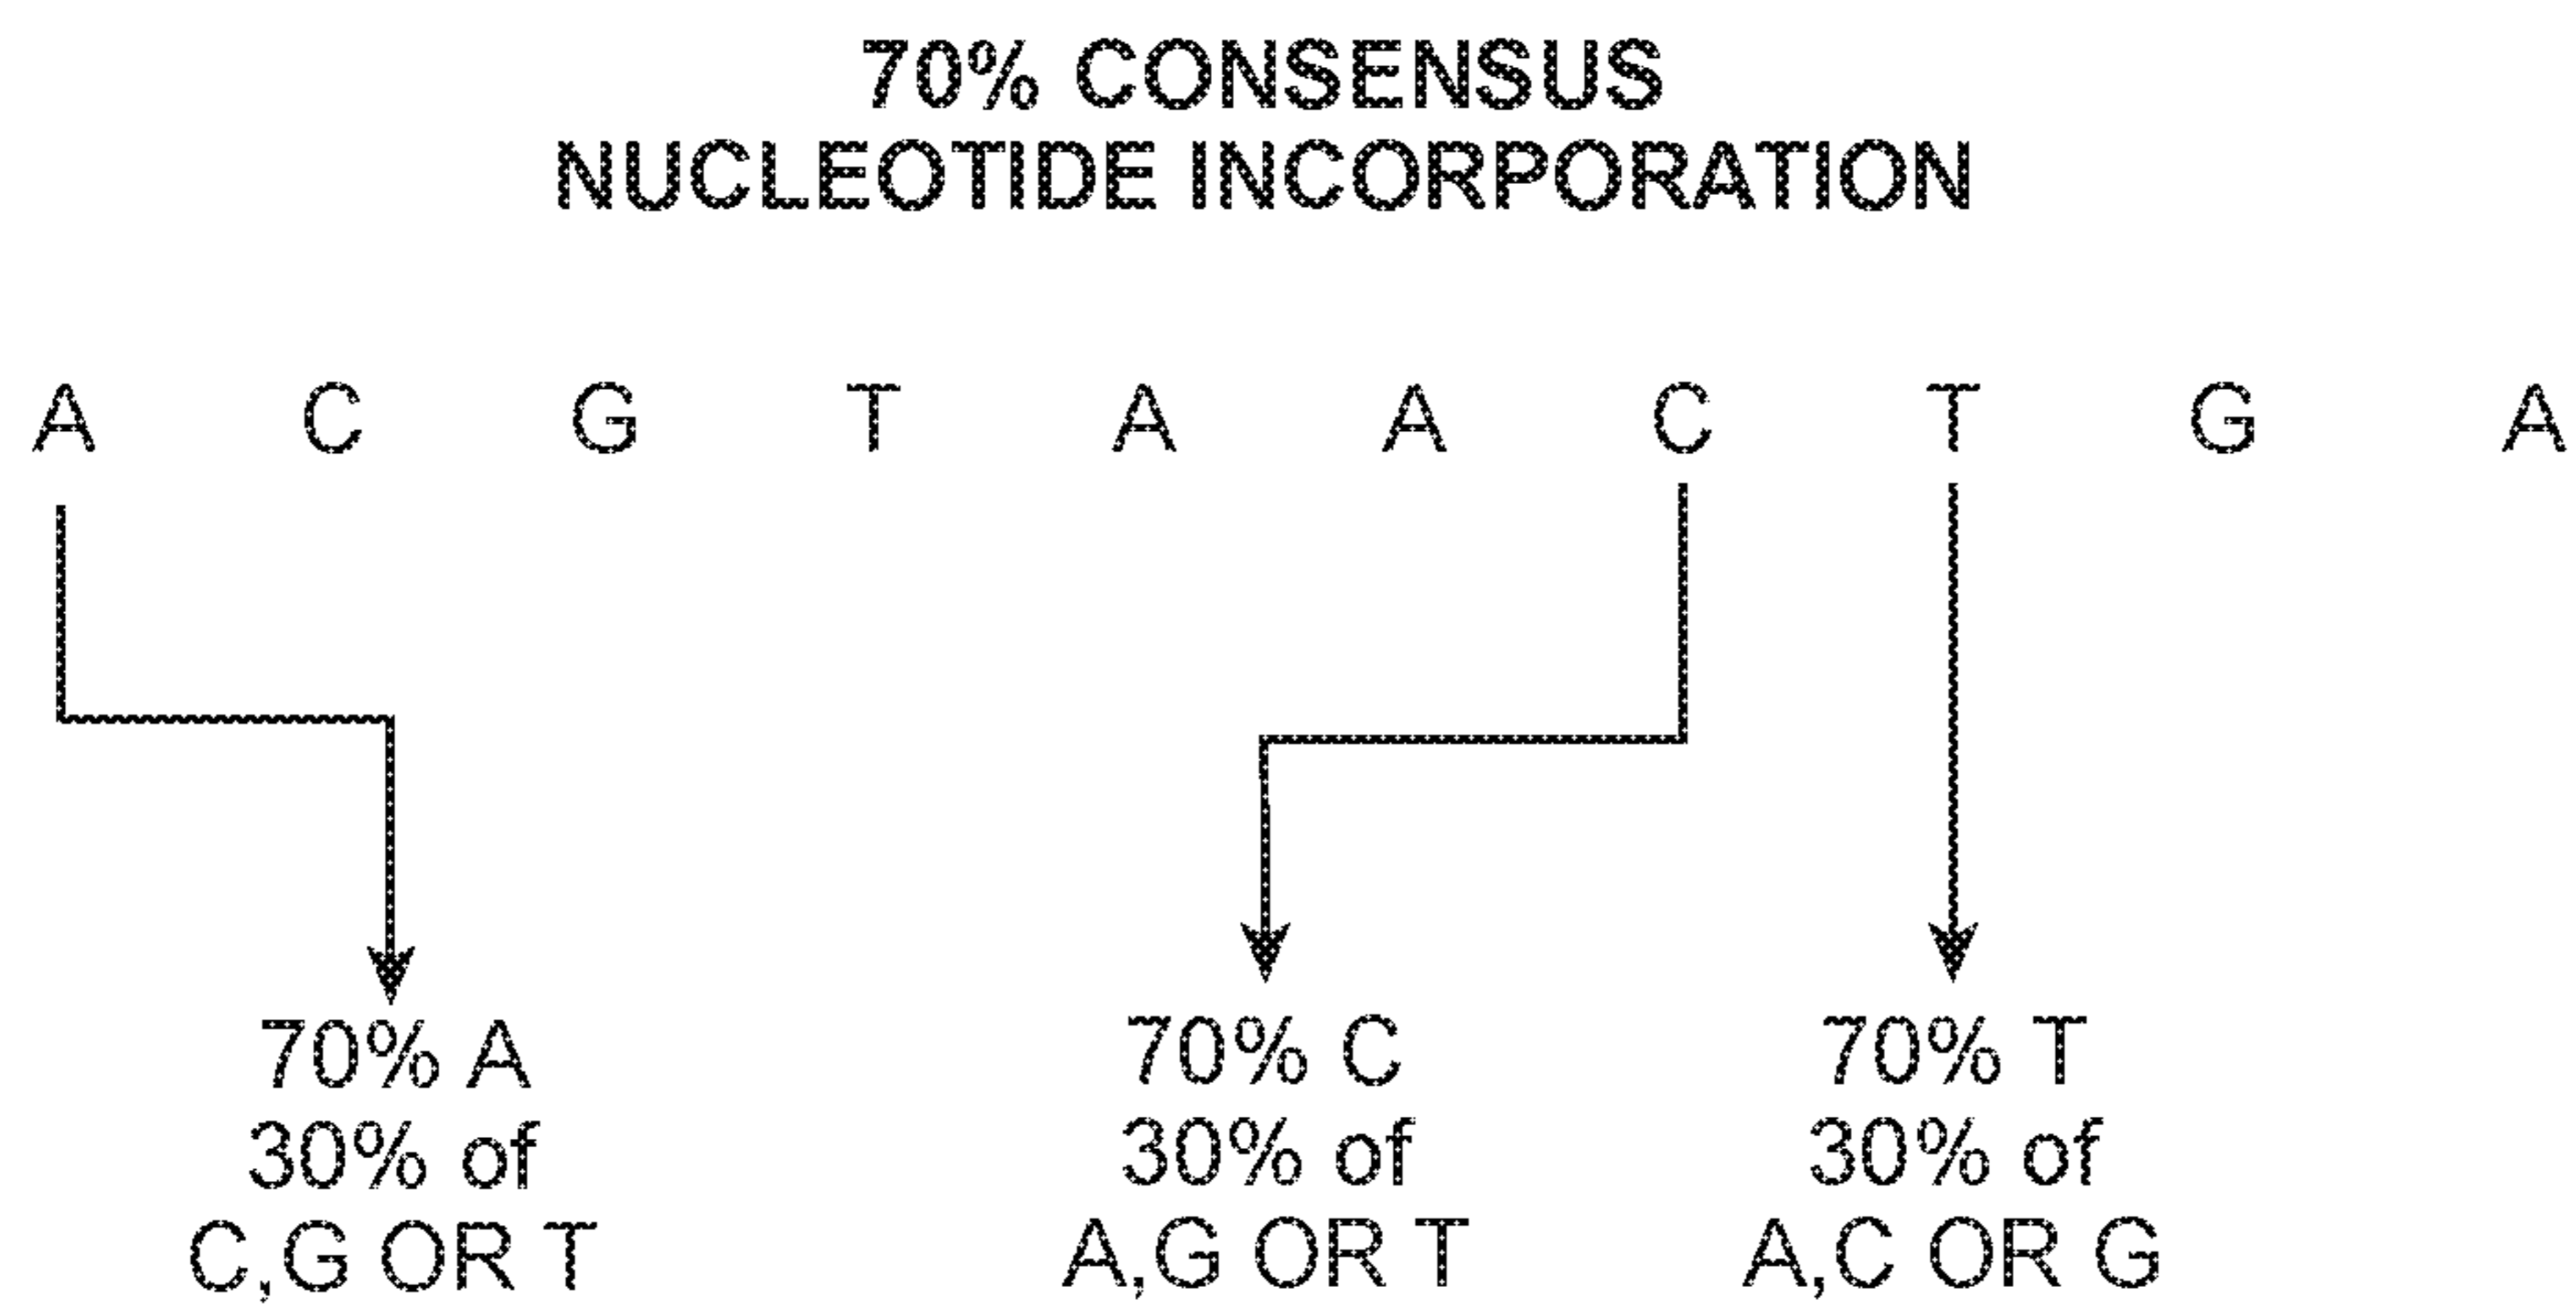 70% CONSENSUS
NUCLEOTIDE INCORPORATION
A C G T A A C T G A
70% A
30% of
C,G OR T
70% C
30% of
A,G OR T
70% T
30% of
A,C OR G